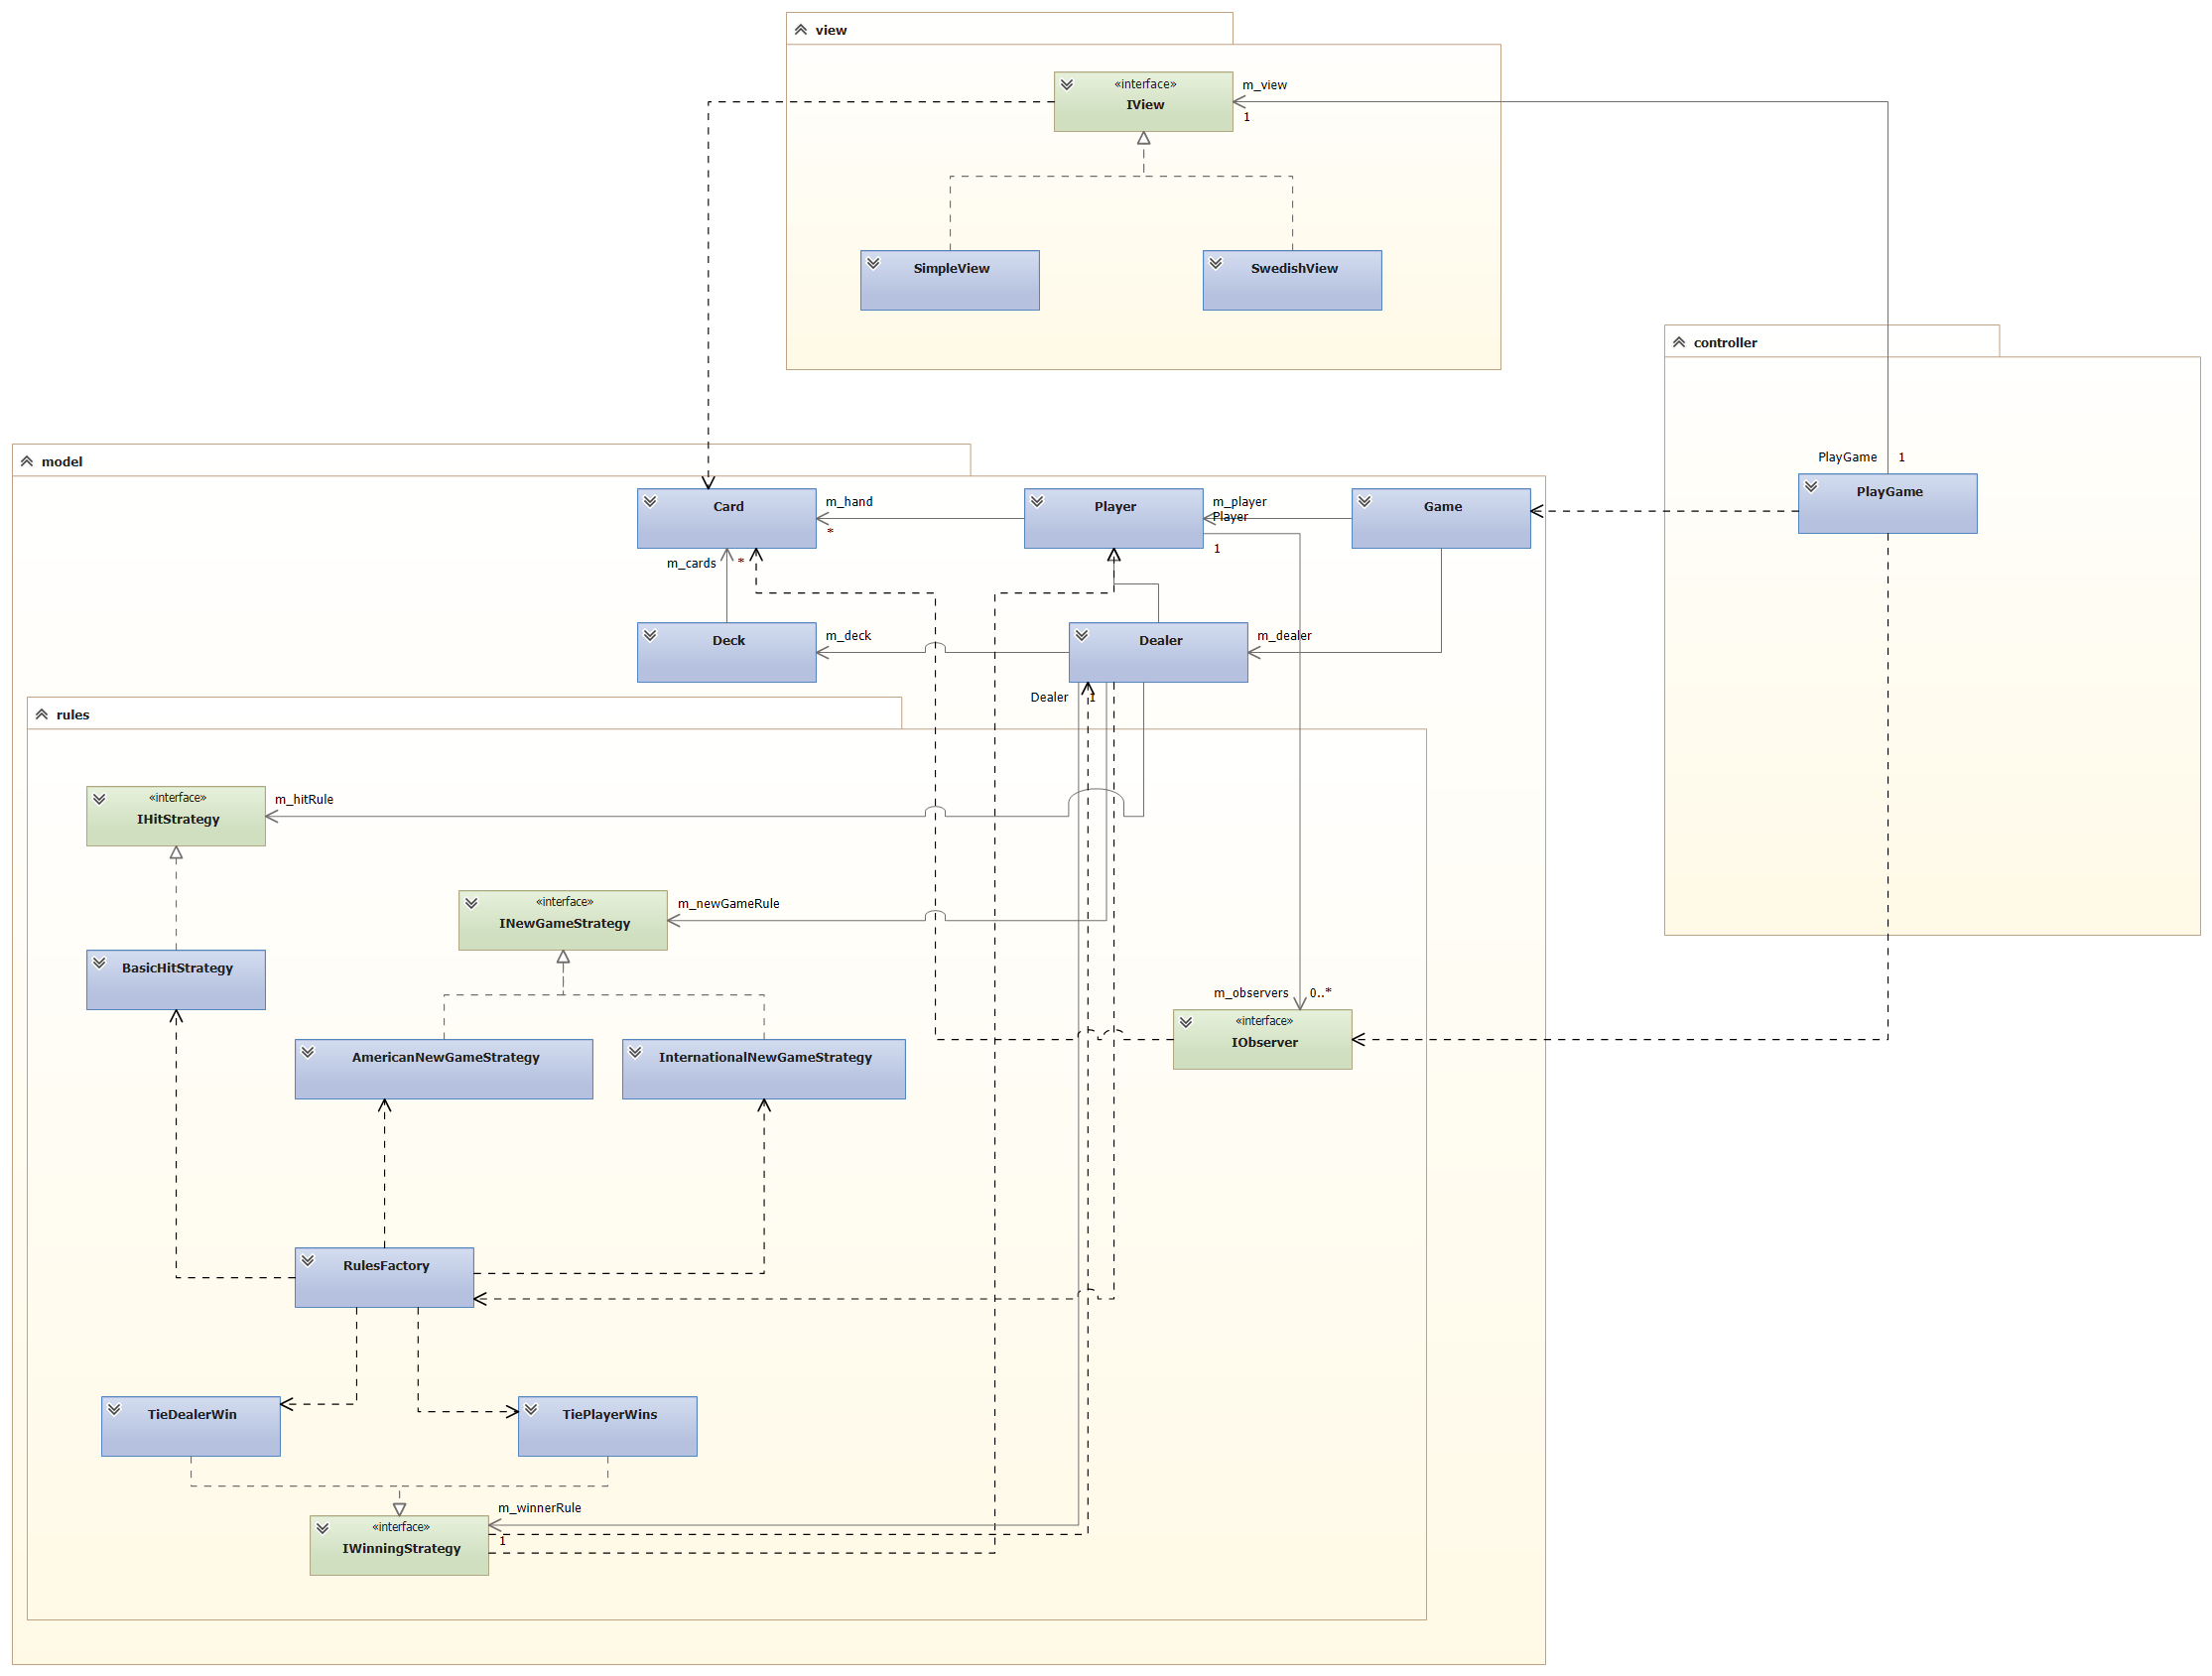 view
«interface»
IView
m_view
1
SimpleView
SwedishView
controller
PlayGame
1
PlayGame
model
Card
m_hand
*
Player
m_player
Player
1
Game
m_cards
*
Deck
m_deck
Dealer
m_dealer
Dealer
1
rules
«interface»
IHitStrategy
m_hitRule
«interface»
INewGameStrategy
m_newGameRule
BasicHitStrategy
m_observers
0..*
«interface»
IObserver
AmericanNewGameStrategy
InternationalNewGameStrategy
RulesFactory
TieDealerWin
TiePlayerWins
m_winnerRule
1
«interface»
IWinningStrategy